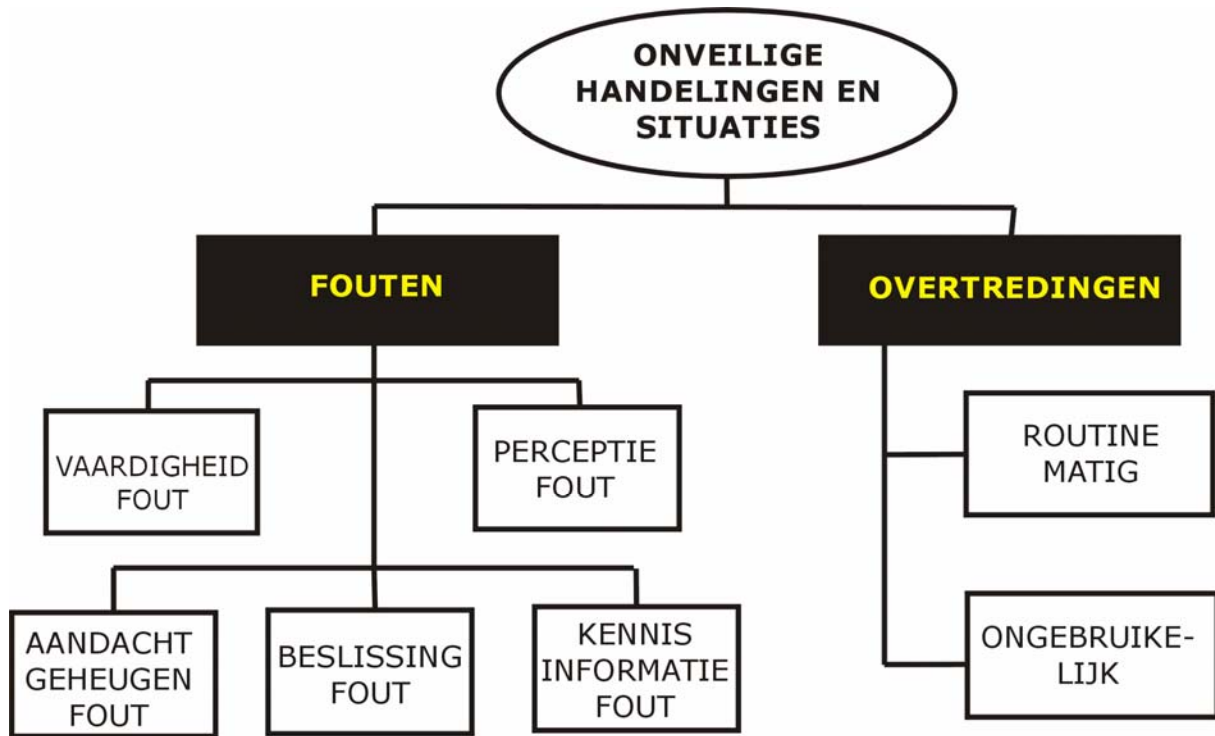 ONVEILIGE
HANDELINGEN EN
SITUATIES
FOUTEN
OVERTREDINGEN
VAARDIGHEID
FOUT
PERCEPTIE
FOUT
ROUTINE
MATIG
AANDACHT
GEHEUGEN
FOUT
BESLISSING
FOUT
KENNIS
INFORMATIE
FOUT
ONGEBRUIKE-
LIJK